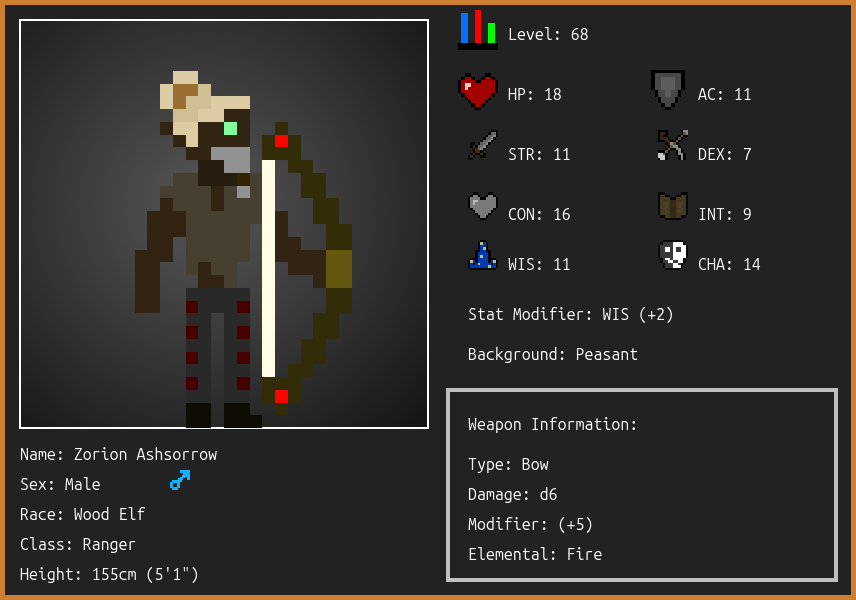 Level: 68
HP: 18
AC: 11
STR: 11
DEX: 7
CON: 16
INT: 9
WIS: 11
CHA: 14
Stat Modifier: WIS (+2)
Background: Peasant
Weapon Information:
Type: Bow
Damage: d6
Modifier: (+5)
Elemental: Fire
Name: Zorion Ashsorrow
Sex: Male
Race: Wood Elf
Class: Ranger
Height: 155cm (5'1")